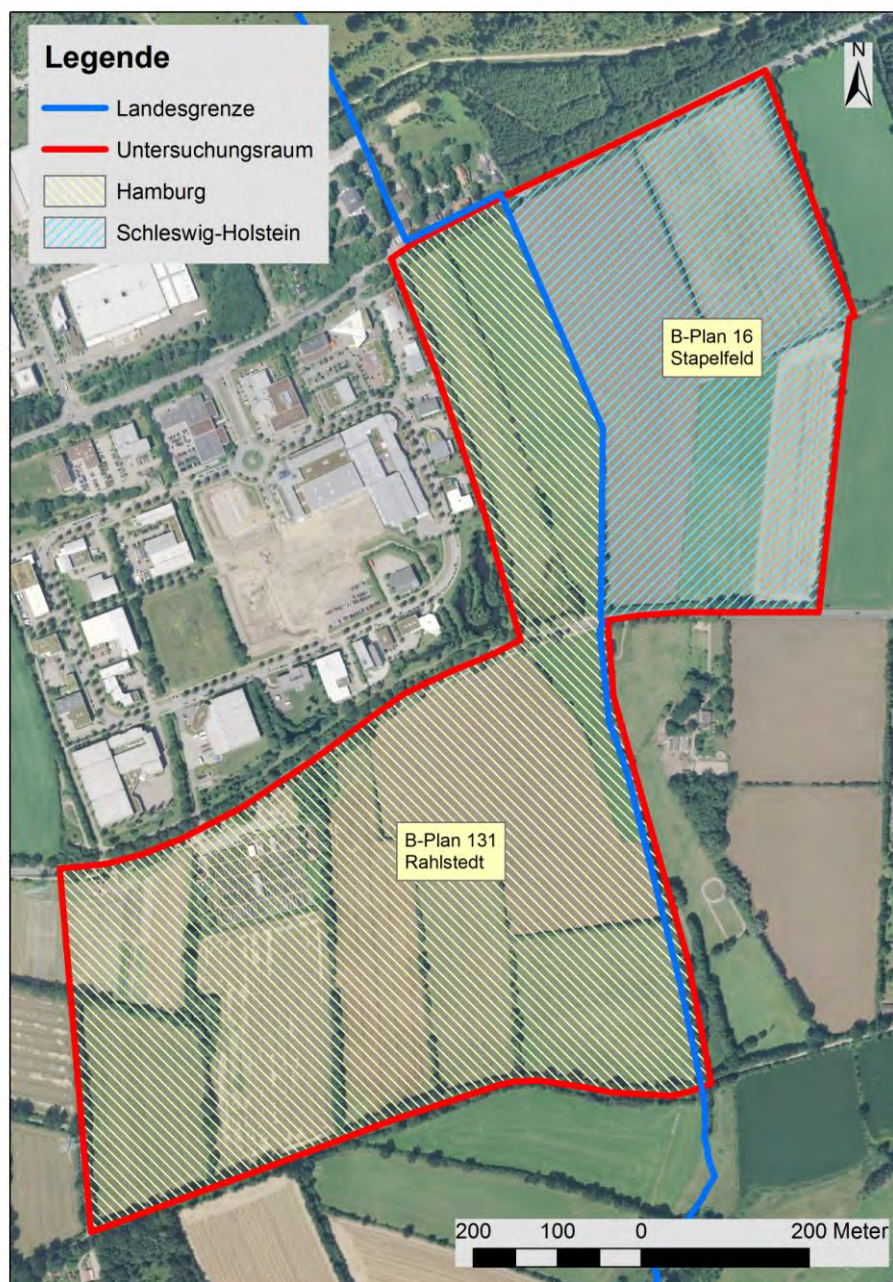 Legende
Landesgrenze
Untersuchungsraum
Hamburg
Schleswig-Holstein
N
B-Plan 16
Stapelfeld
B-Plan 131
Rahlstedt
200 100 0 200 Meter